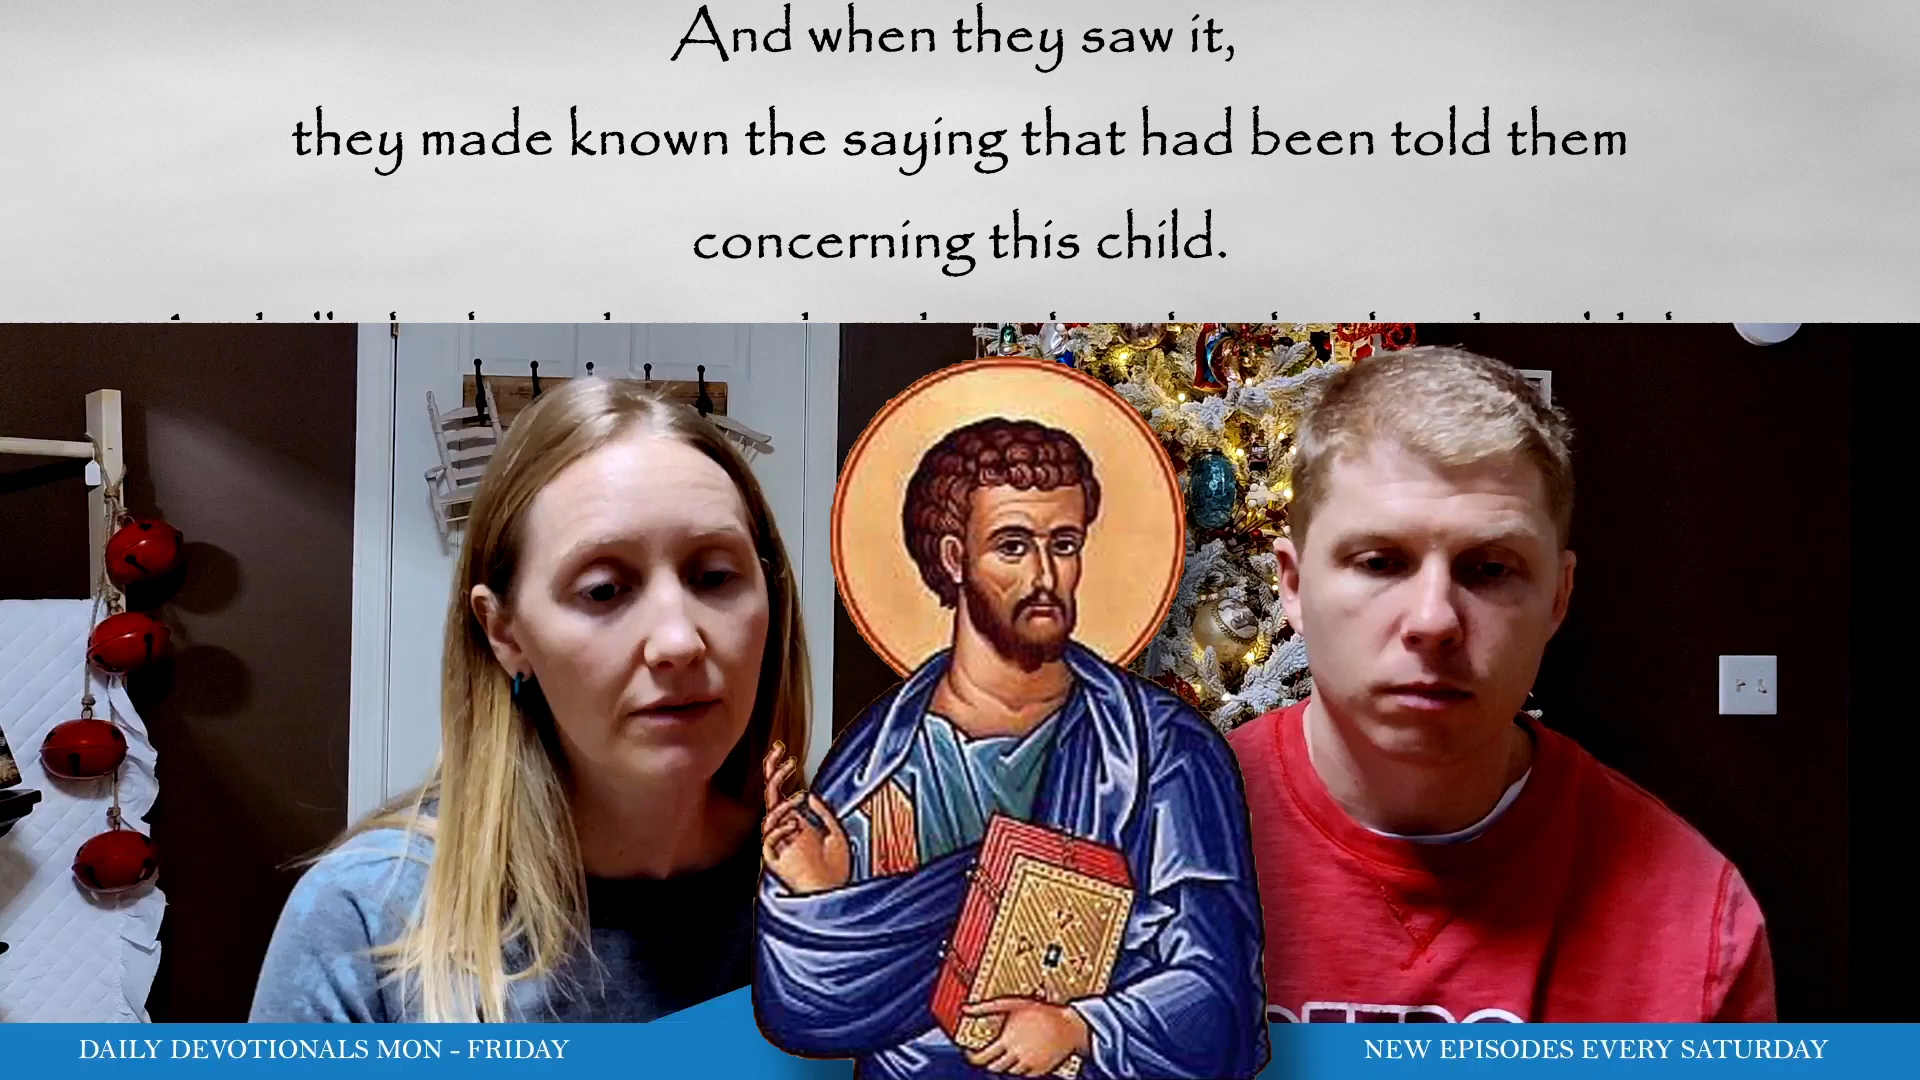 And when they saw it,
they made known the saying that had been told them
concerning this child.
DAILY DEVOTIONALS MON - FRIDAY
NEW EPISODES EVERY SATURDAY